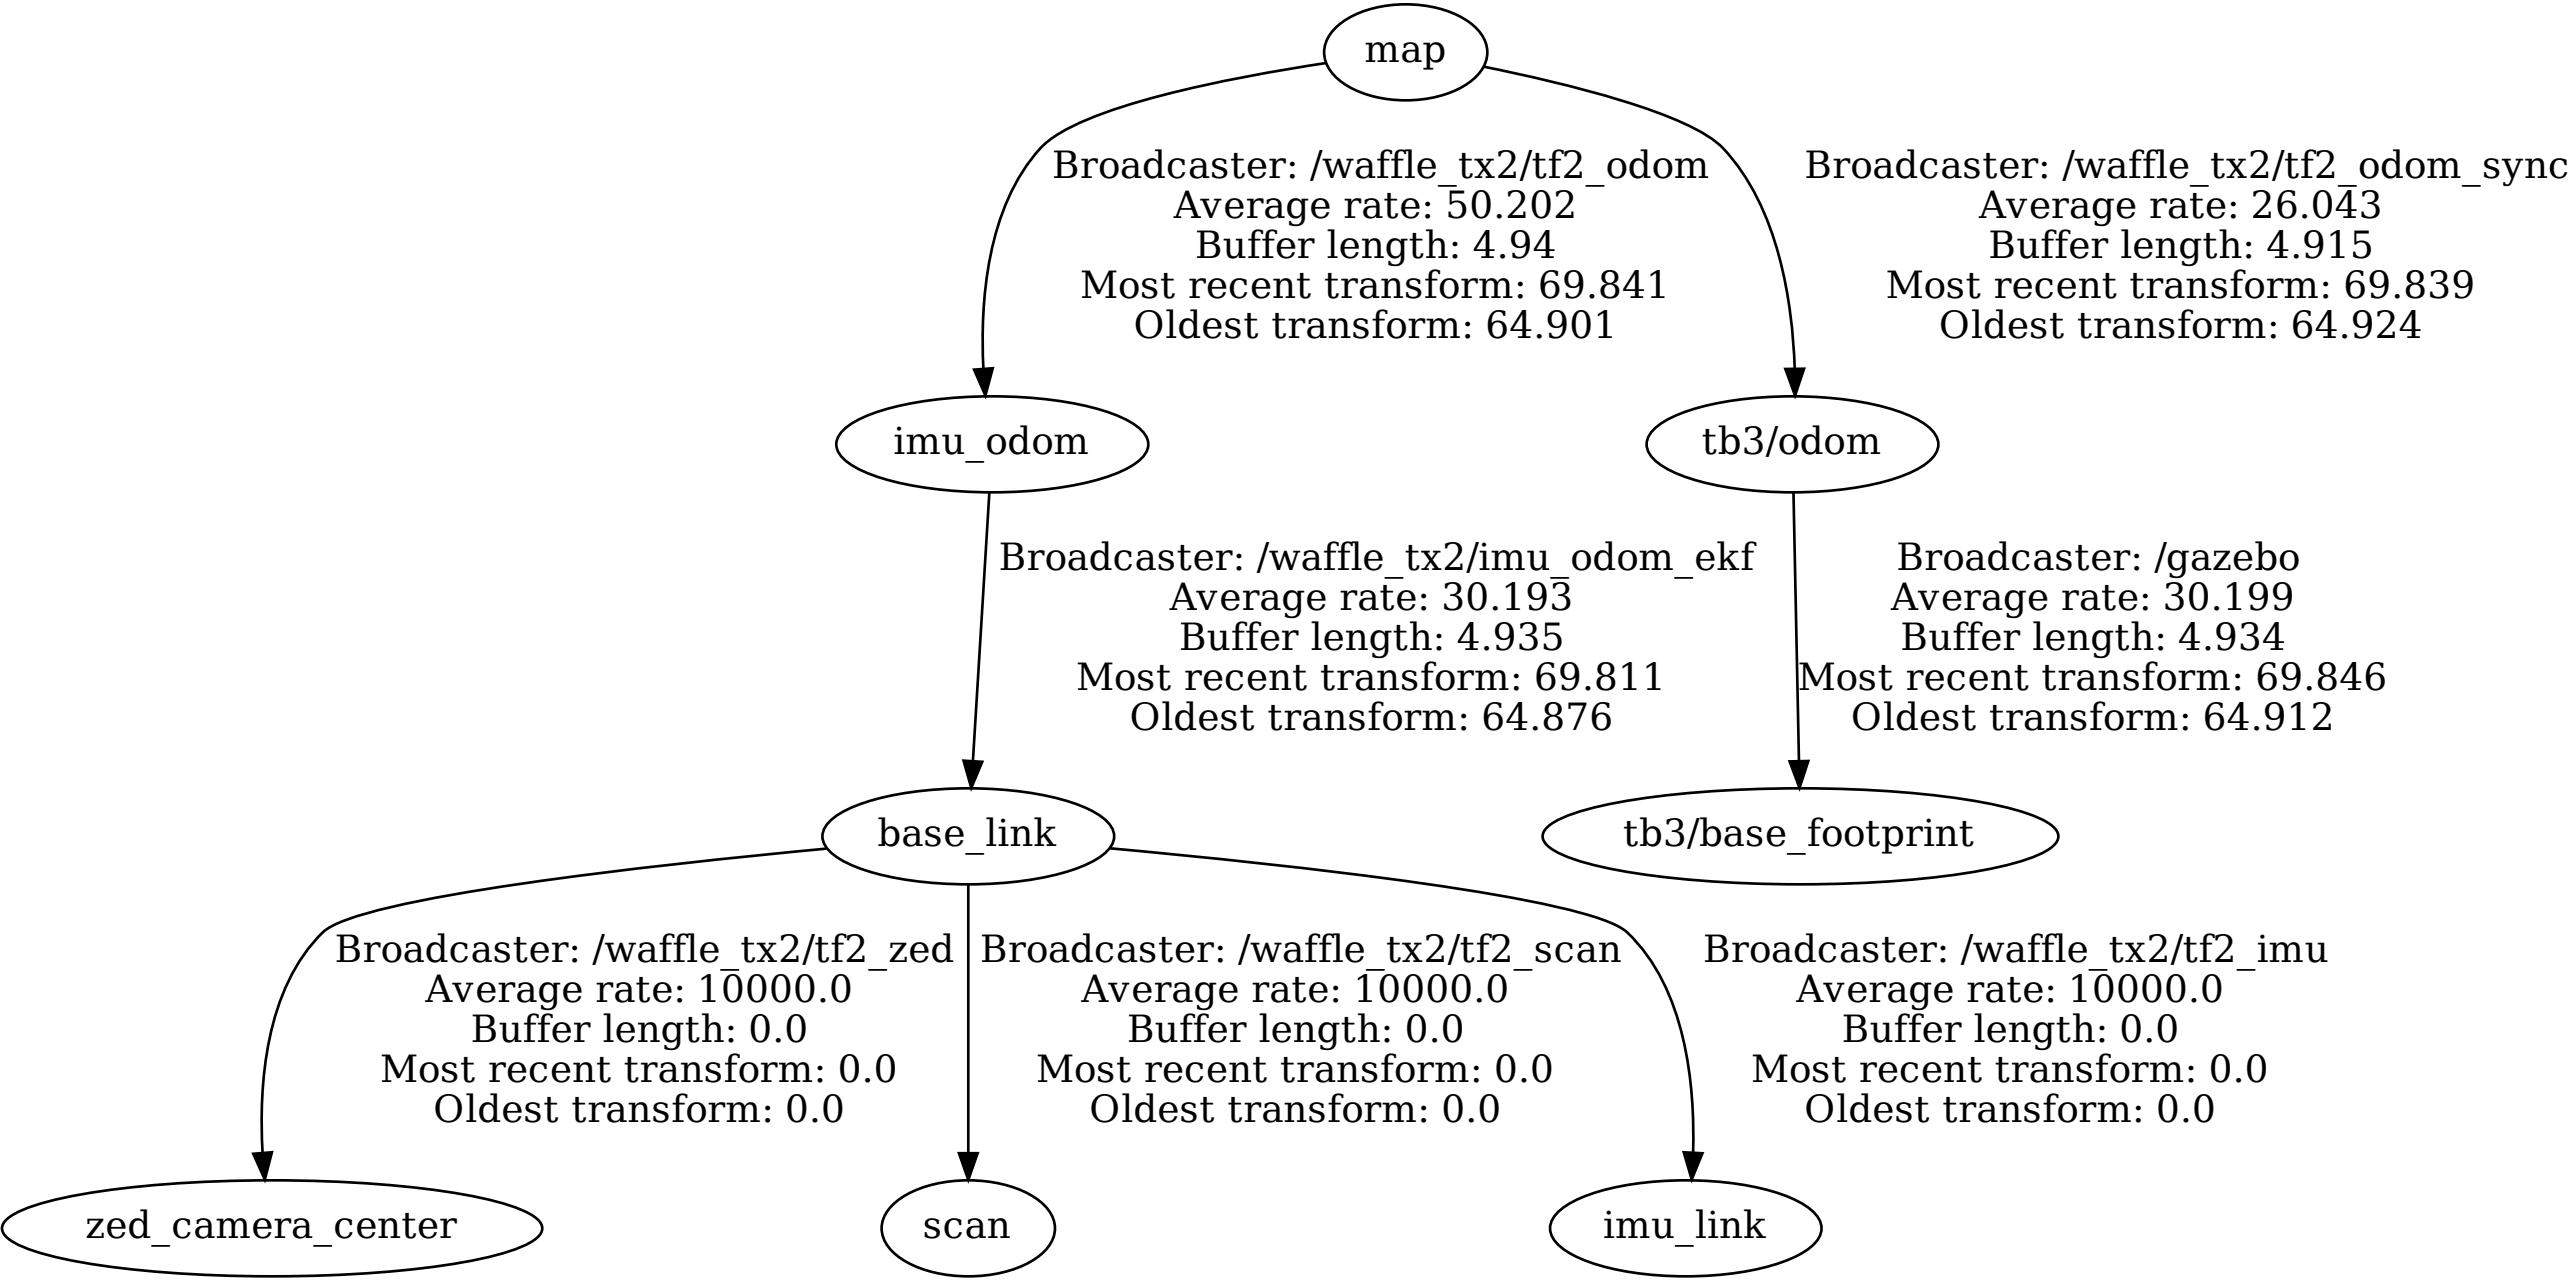 map
Broadcaster: /waffle_tx2/tf2_odom
Average rate: 50.202
Buffer length: 4.94
Most recent transform: 69.841
Oldest transform: 64.901
Broadcaster: /waffle_tx2/tf2_odom_sync
Average rate: 26.043
Buffer length: 4.915
Most recent transform: 69.839
Oldest transform: 64.924
imu_odom
tb3/odom
Broadcaster: /waffle_tx2/imu_odom_ekf
Average rate: 30.193
Buffer length: 4.935
Most recent transform: 69.811
Oldest transform: 64.876
Broadcaster: /gazebo
Average rate: 30.199
Buffer length: 4.934
Most recent transform: 69.846
Oldest transform: 64.912
base_link
tb3/base_footprint
Broadcaster: /waffle_tx2/tf2_zed
Average rate: 10000.0
Buffer length: 0.0
Most recent transform: 0.0
Oldest transform: 0.0
Broadcaster: /waffle_tx2/tf2_scan
Average rate: 10000.0
Buffer length: 0.0
Most recent transform: 0.0
Oldest transform: 0.0
Broadcaster: /waffle_tx2/tf2_imu
Average rate: 10000.0
Buffer length: 0.0
Most recent transform: 0.0
Oldest transform: 0.0
zed_camera_center
scan
imu_link